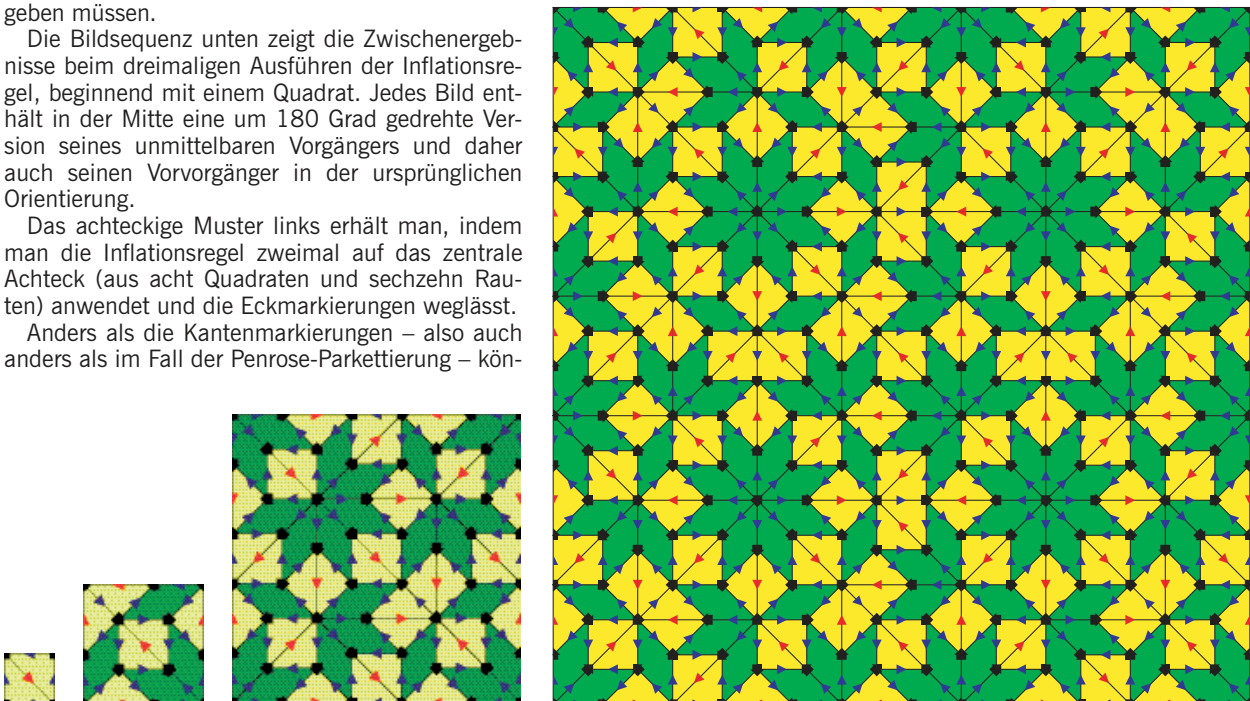 geben müssen.
Die Bildsequenz unten zeigt die Zwischenergeb-
nisse beim dreimaligen Ausführen der Inflationsre-
gel, beginnend mit einem Quadrat. Jedes Bild ent-
hält in der Mitte eine um 180 Grad gedrehte Ver-
sion seines unmittelbaren Vorgängers und daher
auch seinen Vorvorgänger in der ursprünglichen
Orientierung.
Das achteckige Muster links erhält man, indem
man die Inflationsregel zweimal auf das zentrale
Achteck (aus acht Quadraten und sechzehn Rau-
ten) anwendet und die Eckmarkierungen weglässt.
Anders als die Kantenmarkierungen – also auch
anders als im Fall der Penrose-Parkettierung – kön-